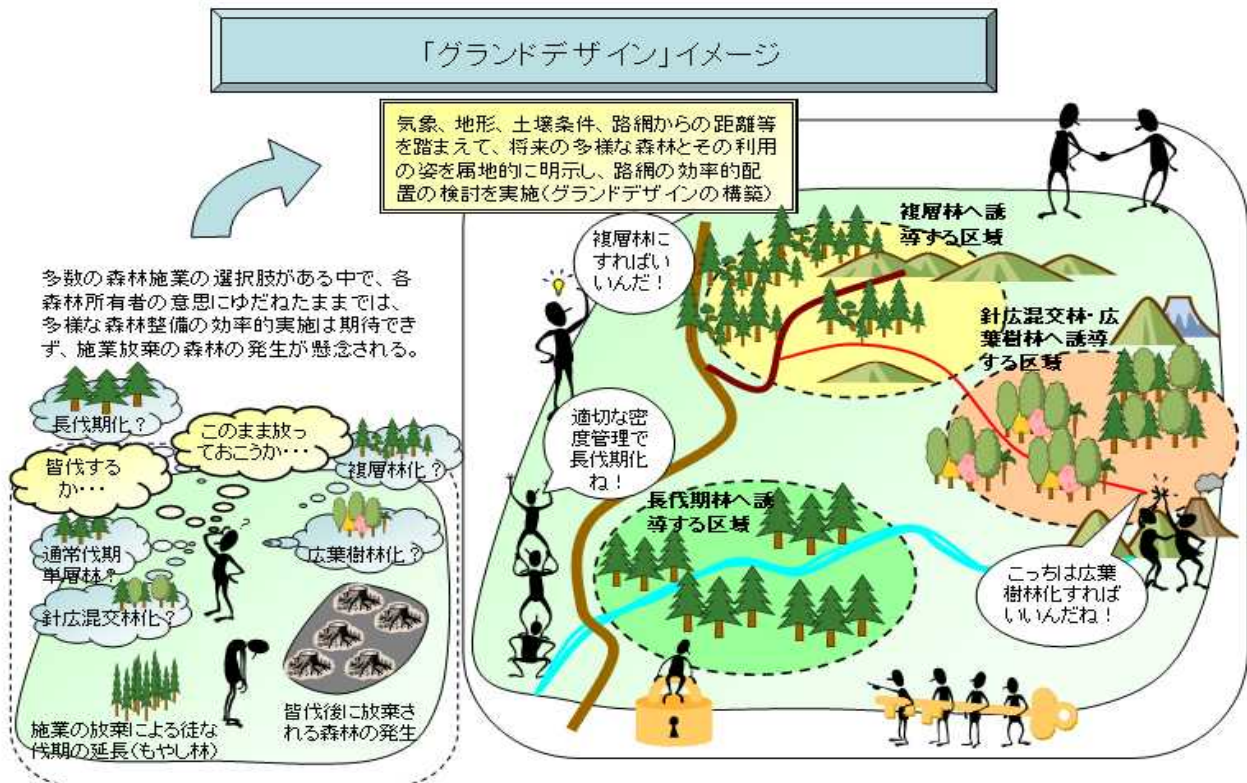 「グランドデザイン」イメージ
気象、地形、土壌条件、路網からの距離等
を踏まえて、将来の多様な森林とその利用
の姿を属地的に明示し、路網の効率的配
置の検討を実施(グランドデザインの構築)
多数の森林施業の選択肢がある中で、各
森林所有者の意思にゆだねたままでは、
多様な森林整備の効率的実施は期待でき
ず、施業放棄の森林の発生が懸念される。
長伐期化?
このまま放っ
ておこうか・・・
複層林化?
皆伐する
か・・・
通常伐期
単層林?
広葉樹林化?
針広混交林化?
施業の放棄による徒な
伐期の延長(もやし林)
皆伐後に放棄さ
れる森林の発生
複層林に
すればい
いんだ!
複層林へ誘
導する区域
針広混交林・広
葉樹林へ誘導す
る区域
適切な密
度管理で
長伐期化
ね!
長伐期林へ誘
導する区域
こっちは広葉
樹林化すれば
いいんだね!